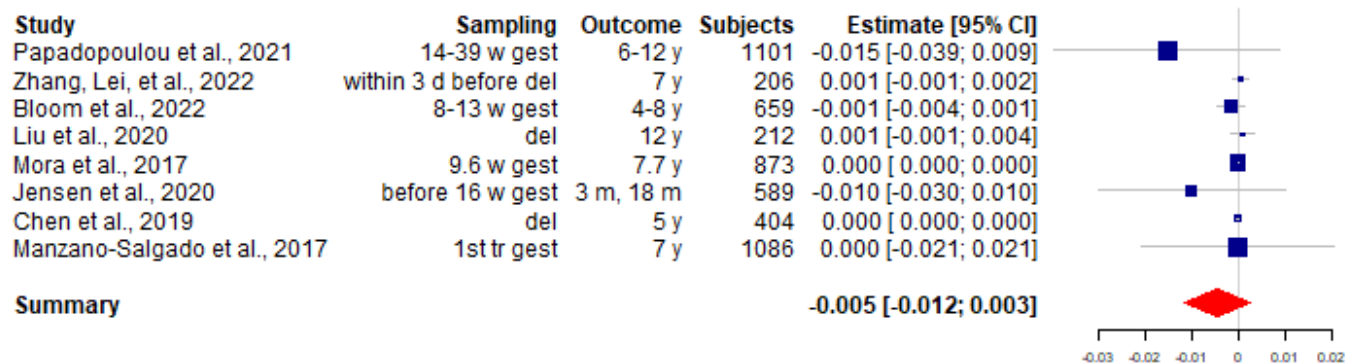 Study Sampling Outcome Subjects Estimate [95% CI]
Papadopoulou et al., 2021 14-39 w gest 6-12 y 1101 -0.015 [-0.039; 0.009]
Zhang, Lei, et al., 2022 within 3 d before del 7 y 206 0.001 [-0.001; 0.002]
Bloom et al., 2022 8-13 w gest 4-8 y 659 -0.001 [-0.004; 0.001]
Liu et al., 2020 del 12 y 212 0.001 [-0.001; 0.004]
Mora et al., 2017 9.6 w gest 7.7 y 873 0.000 [ 0.000; 0.000]
Jensen et al., 2020 before 16 w gest 3 m, 18 m 589 -0.010 [-0.030; 0.010]
Chen et al., 2019 del 5 y 404 0.000 [ 0.000; 0.000]
Manzano-Salgado et al., 2017 1st tr gest 7 y 1086 0.000 [-0.021; 0.021]
Summary -0.005 [-0.012; 0.003]
-0.03 -0.02 -0.01 0 0.01 0.02